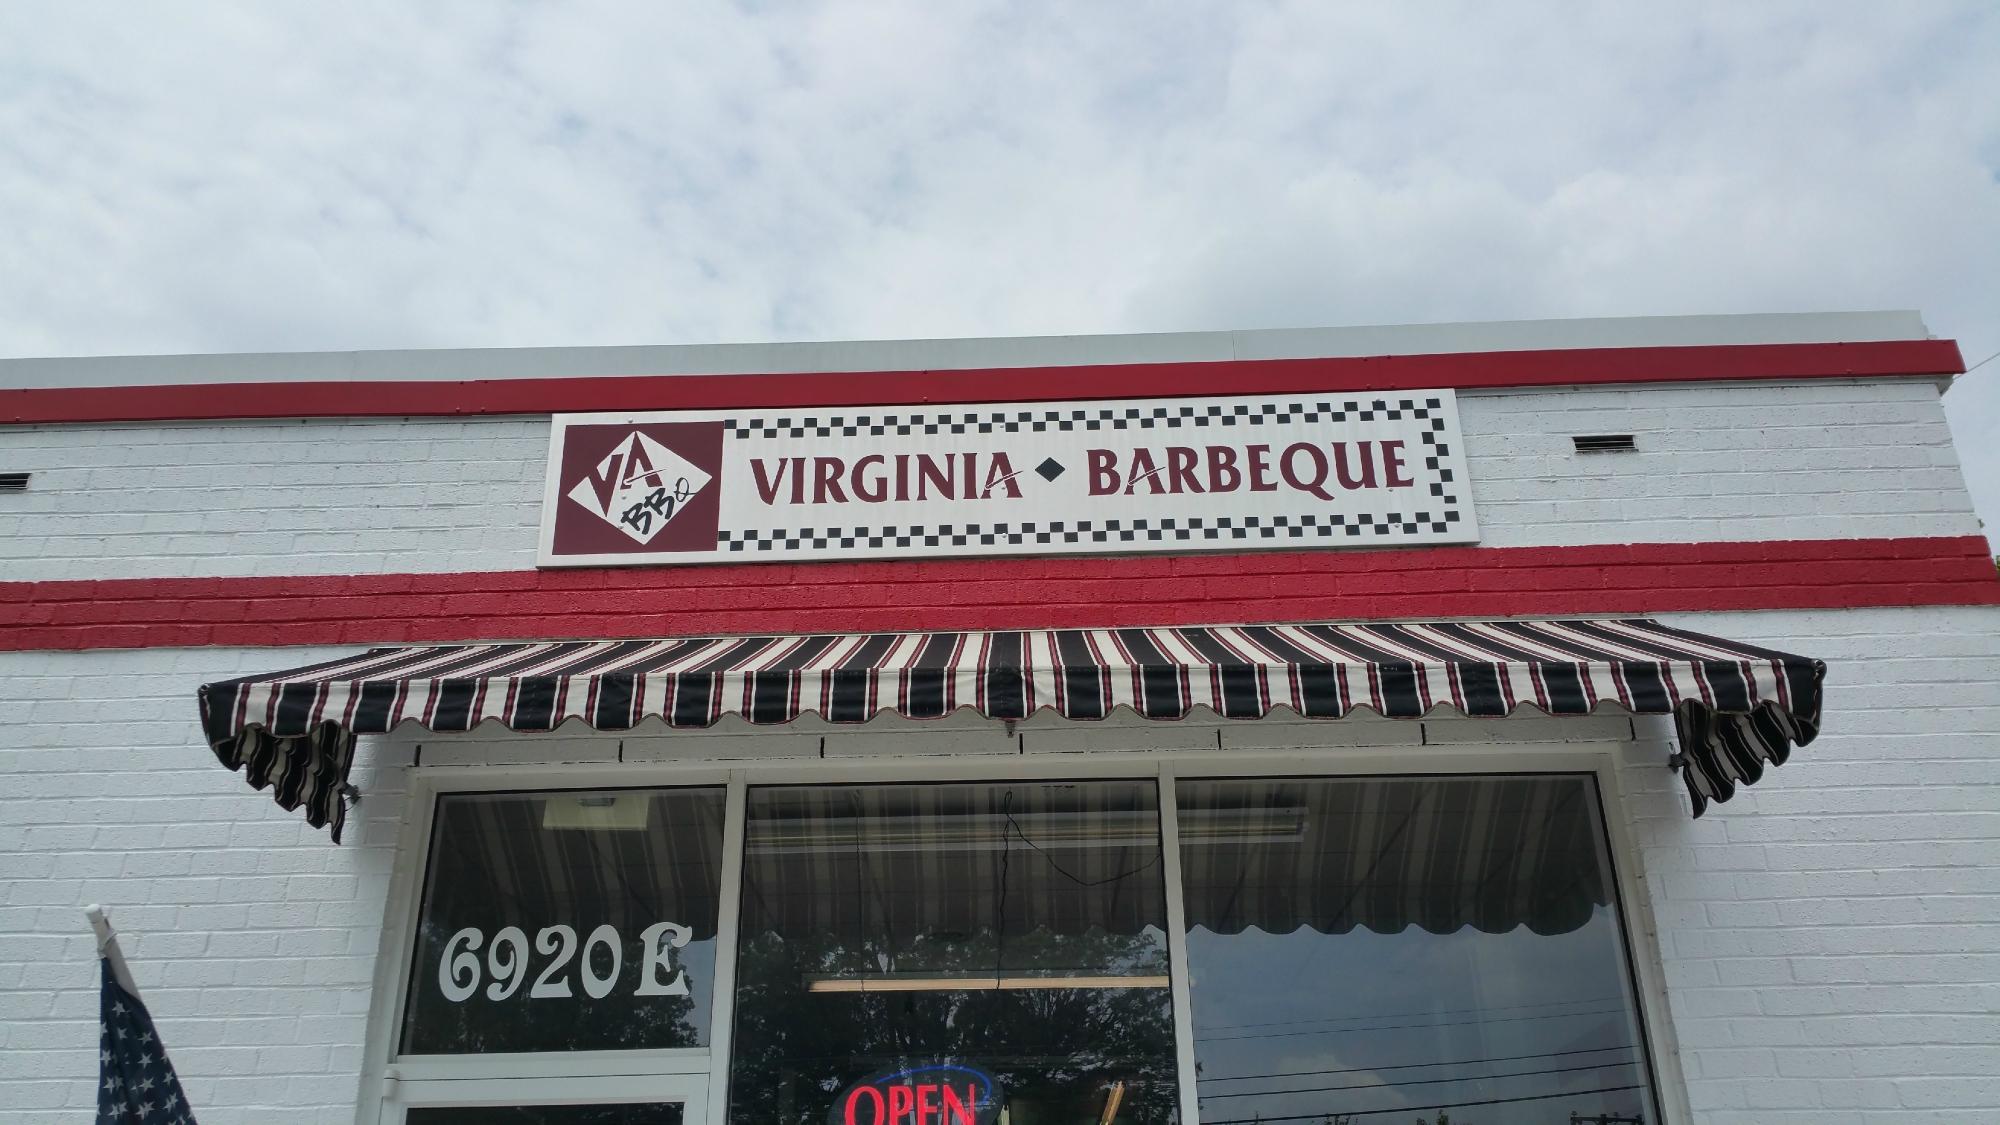 VA
BBQ
VIRGINIA ◆ BARBEQUE
6920 E
OPEN